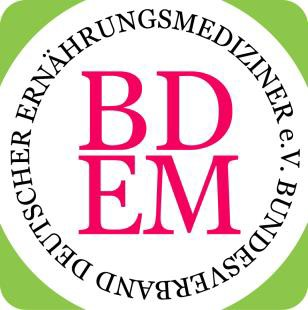 BUNDESVERBAND DEUTSCHER ERNÄHRUNGSMEDIZINER e.V.
BD
EM